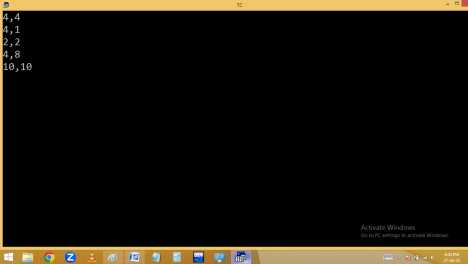 TC
4,4
4,1
2,2
4,8
10,10
Activate Windows
Go to PC settings to activate Windows.